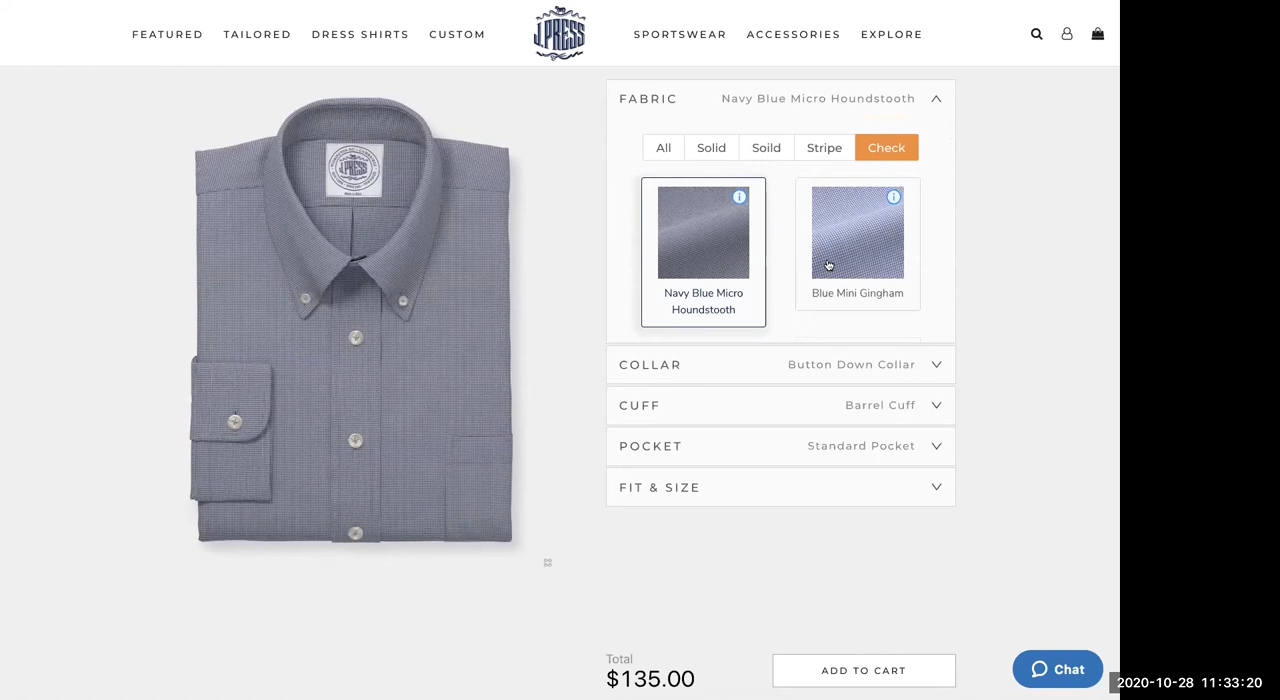 FEATURED TAILORED DRESS SHIRTS CUSTOM J.PRESS SPORTSWEAR ACCESSORIES EXPLORE
J.PRESS
FABRIC Navy Blue Micro Houndstooth
All Solid Soild Stripe Check
Navy Blue Micro
Houndstooth
Blue Mini Gingham
COLLAR Button Down Collar
CUFF Barrel Cuff
POCKET Standard Pocket
FIT & SIZE
Total
$135.00
ADD TO CART
Chat
2020-10-28 11:33:20